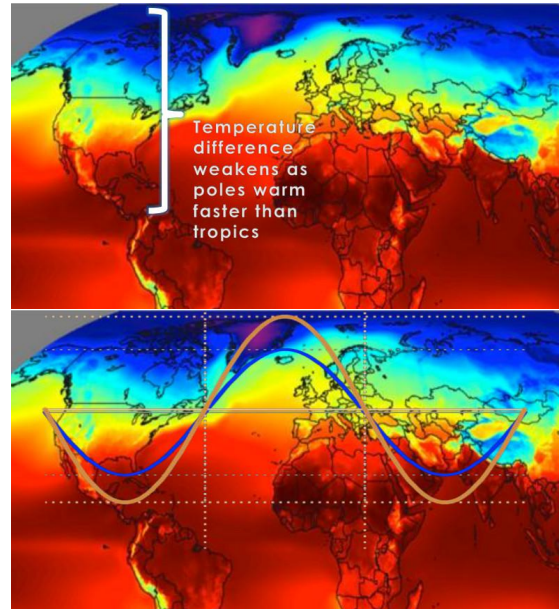 Temperature
difference
weakens as
poles warm
faster than
tropics